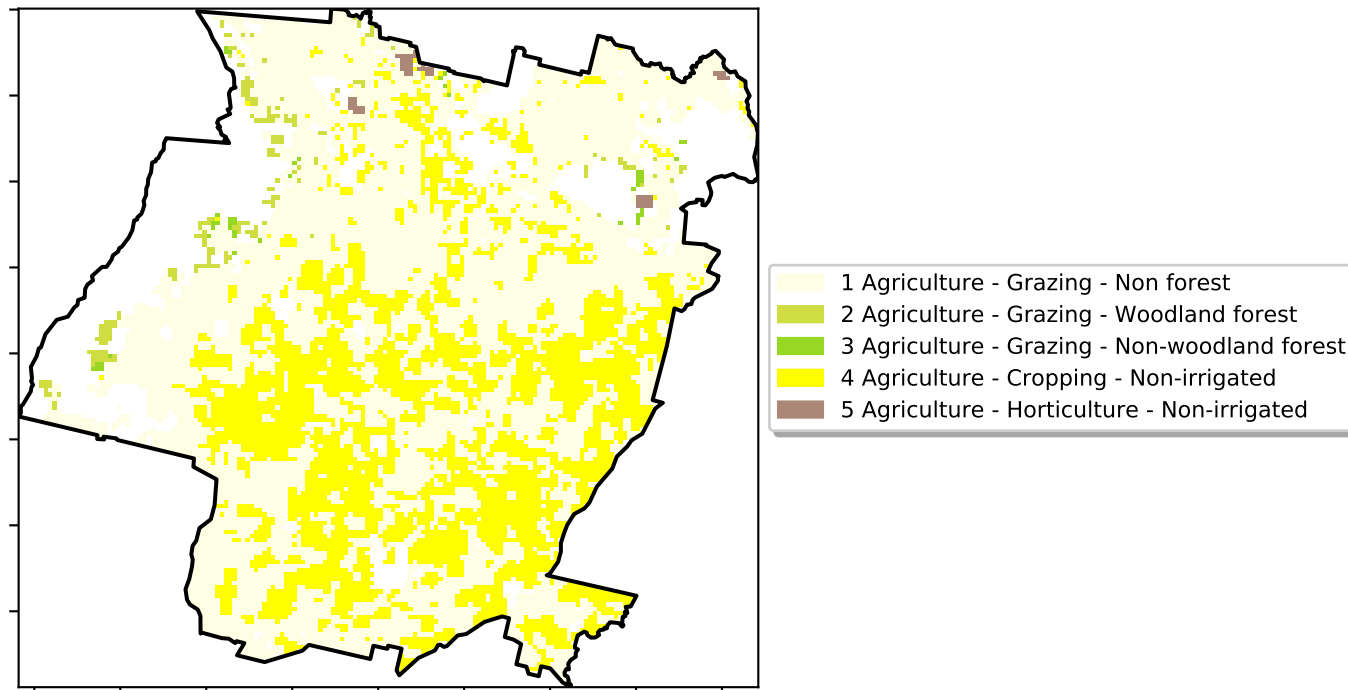 1 Agriculture - Grazing - Non forest
2 Agriculture - Grazing - Woodland forest
3 Agriculture - Grazing - Non-woodland forest
4 Agriculture - Cropping - Non-irrigated
5 Agriculture - Horticulture - Non-irrigated